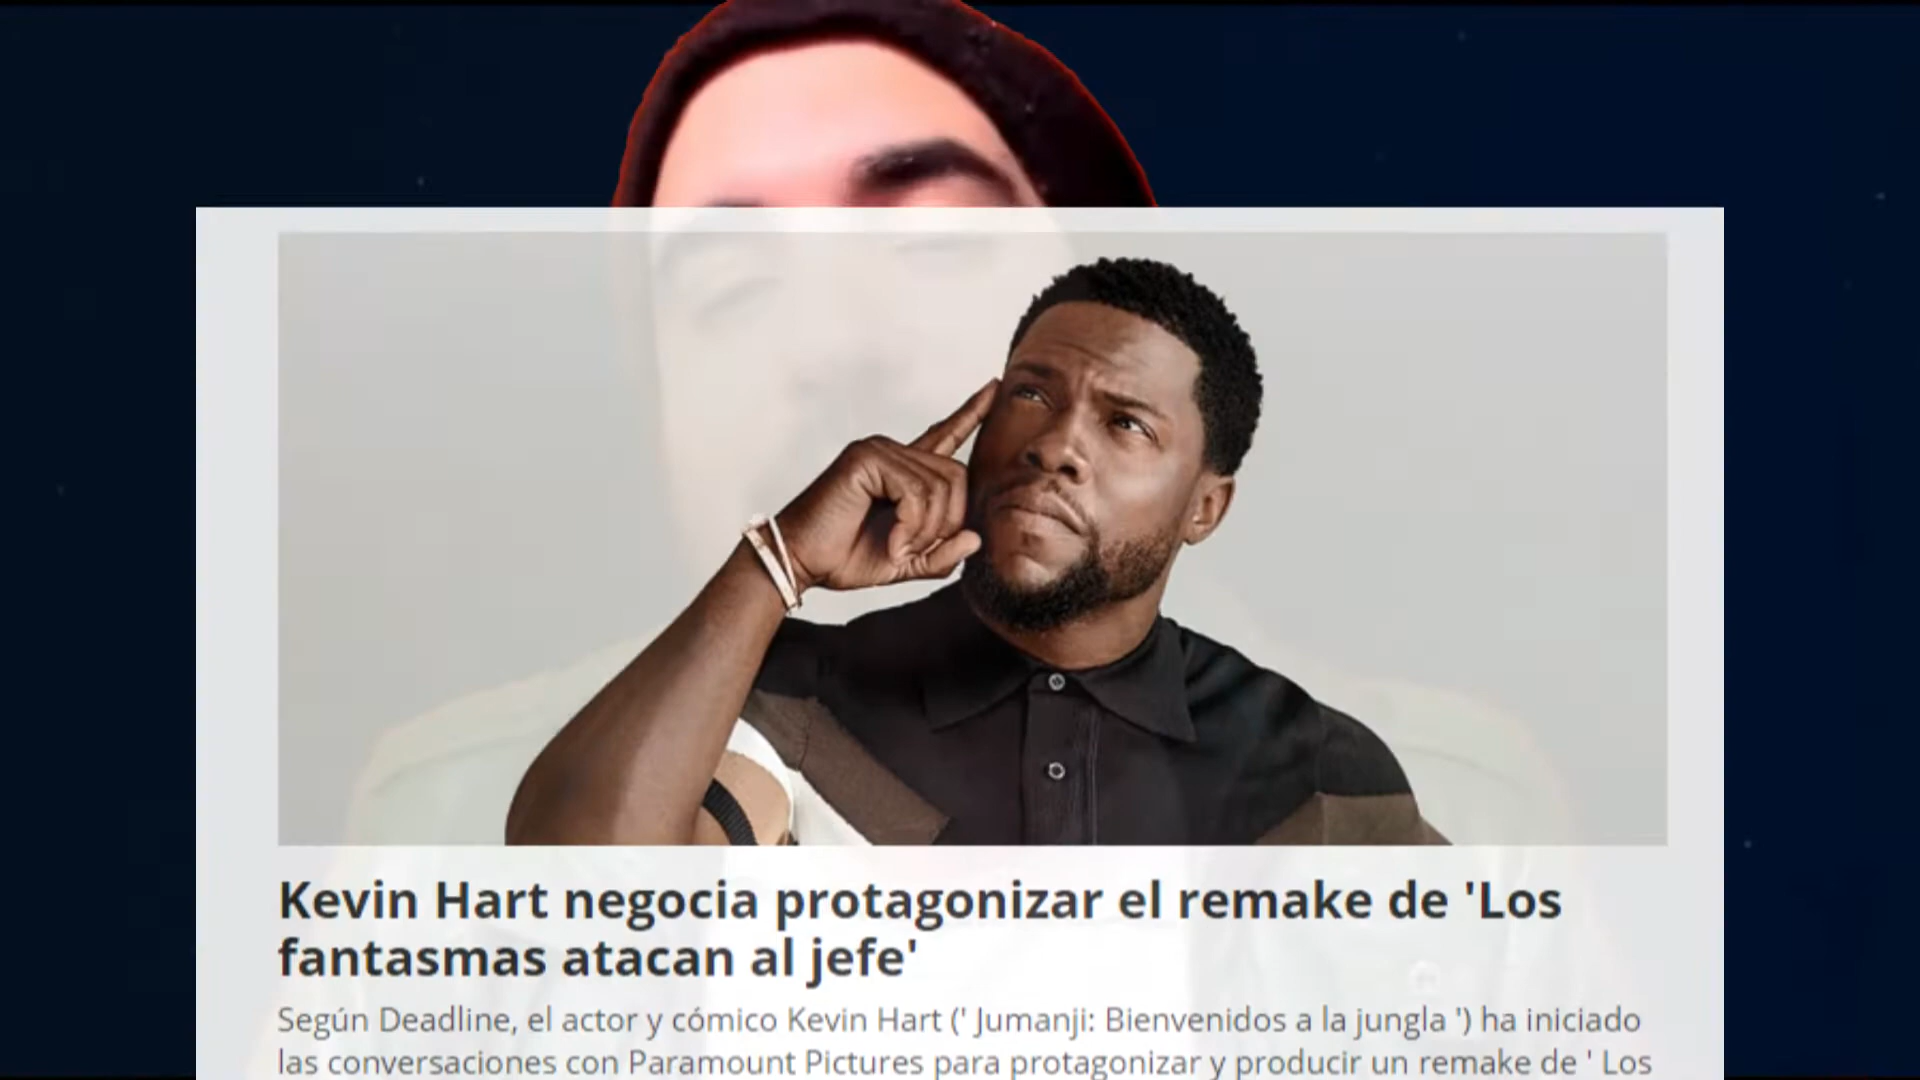 Kevin Hart negocia protagonizar el remake de 'Los
fantasmas atacan al jefe'
Según Deadline, el actor y cómico Kevin Hart (' Jumanji: Bienvenidos a la jungla ') ha iniciado
las conversaciones con Paramount Pictures para protagonizar y producir un remake de ' Los